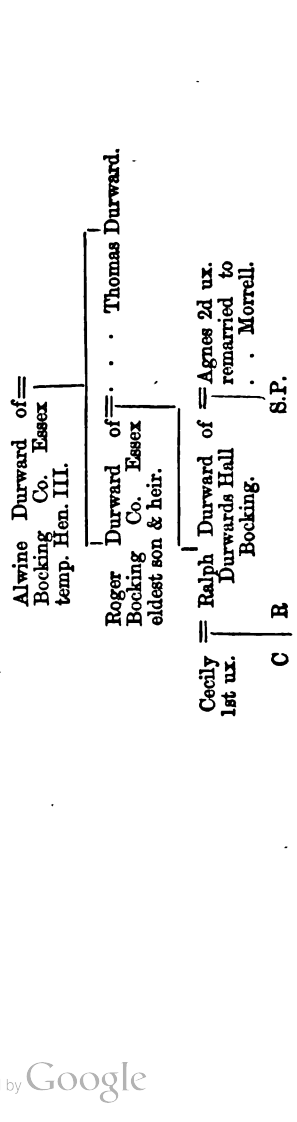 Alwine Durward of=
Bocking Co. Essex
temp. Hen. III.
Roger Durward of=. . . Thomas Durward.
Bocking Co. Essex
eldest son & heir.
Cecily = Ralph Durward of =Agnes 2d ux.
1st ux. Durwards Hall remarried to
Bocking. . . Morrell.
C R S.P.
by Google